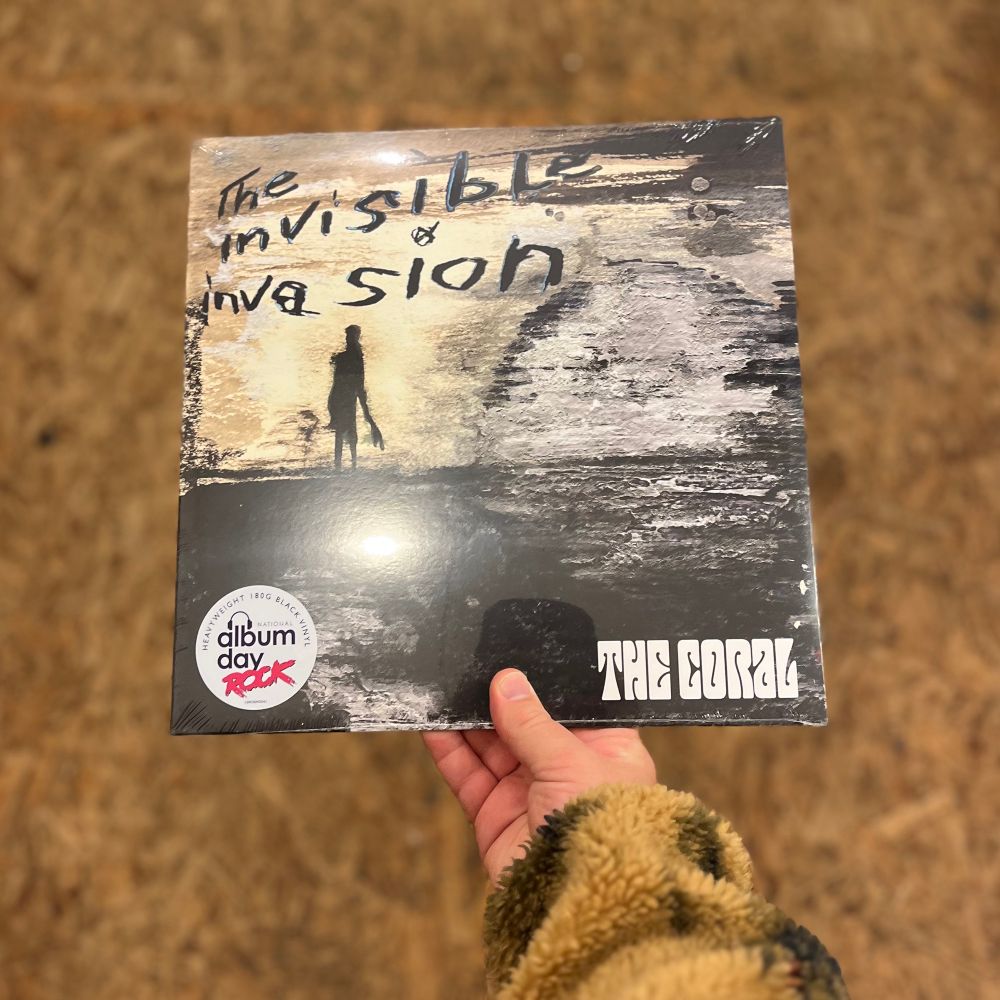 The
invisible
invasion
HEAVYWEIGHT 180G BLACK VINYL
NATIONAL
album
day
ROCK
THE CORAL